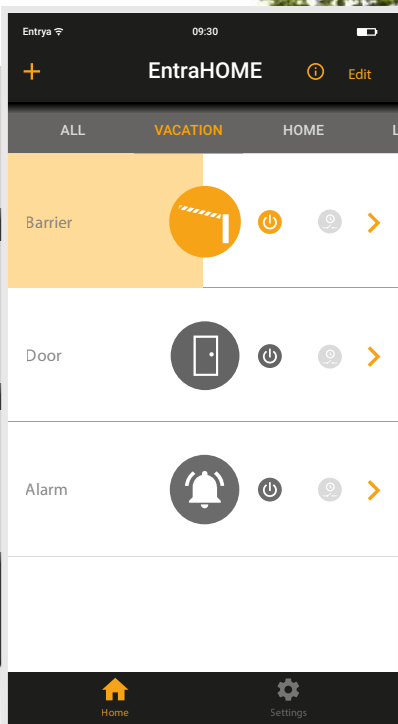 Entrya 09:30
EntraHOME Edit
ALL VACATION HOME L
Barrier
Door
Alarm
Home Settings